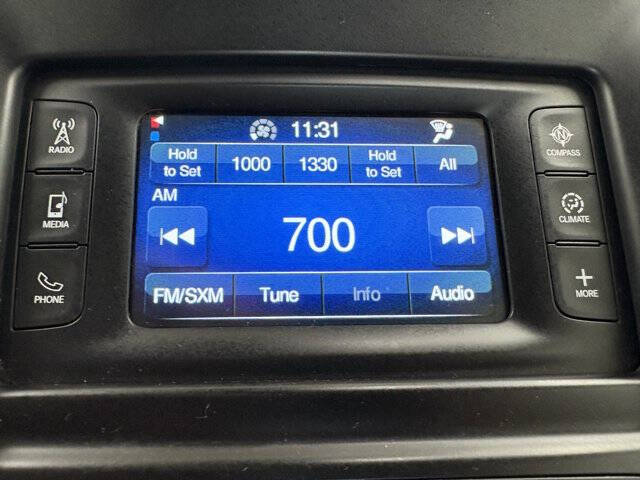 11:31
Hold
to Set
1000
1330
Hold
to Set
All
AM
700
FM/SXM
Tune
Info
Audio
RADIO
MEDIA
PHONE
N
COMPASS
CLIMATE
+
MORE